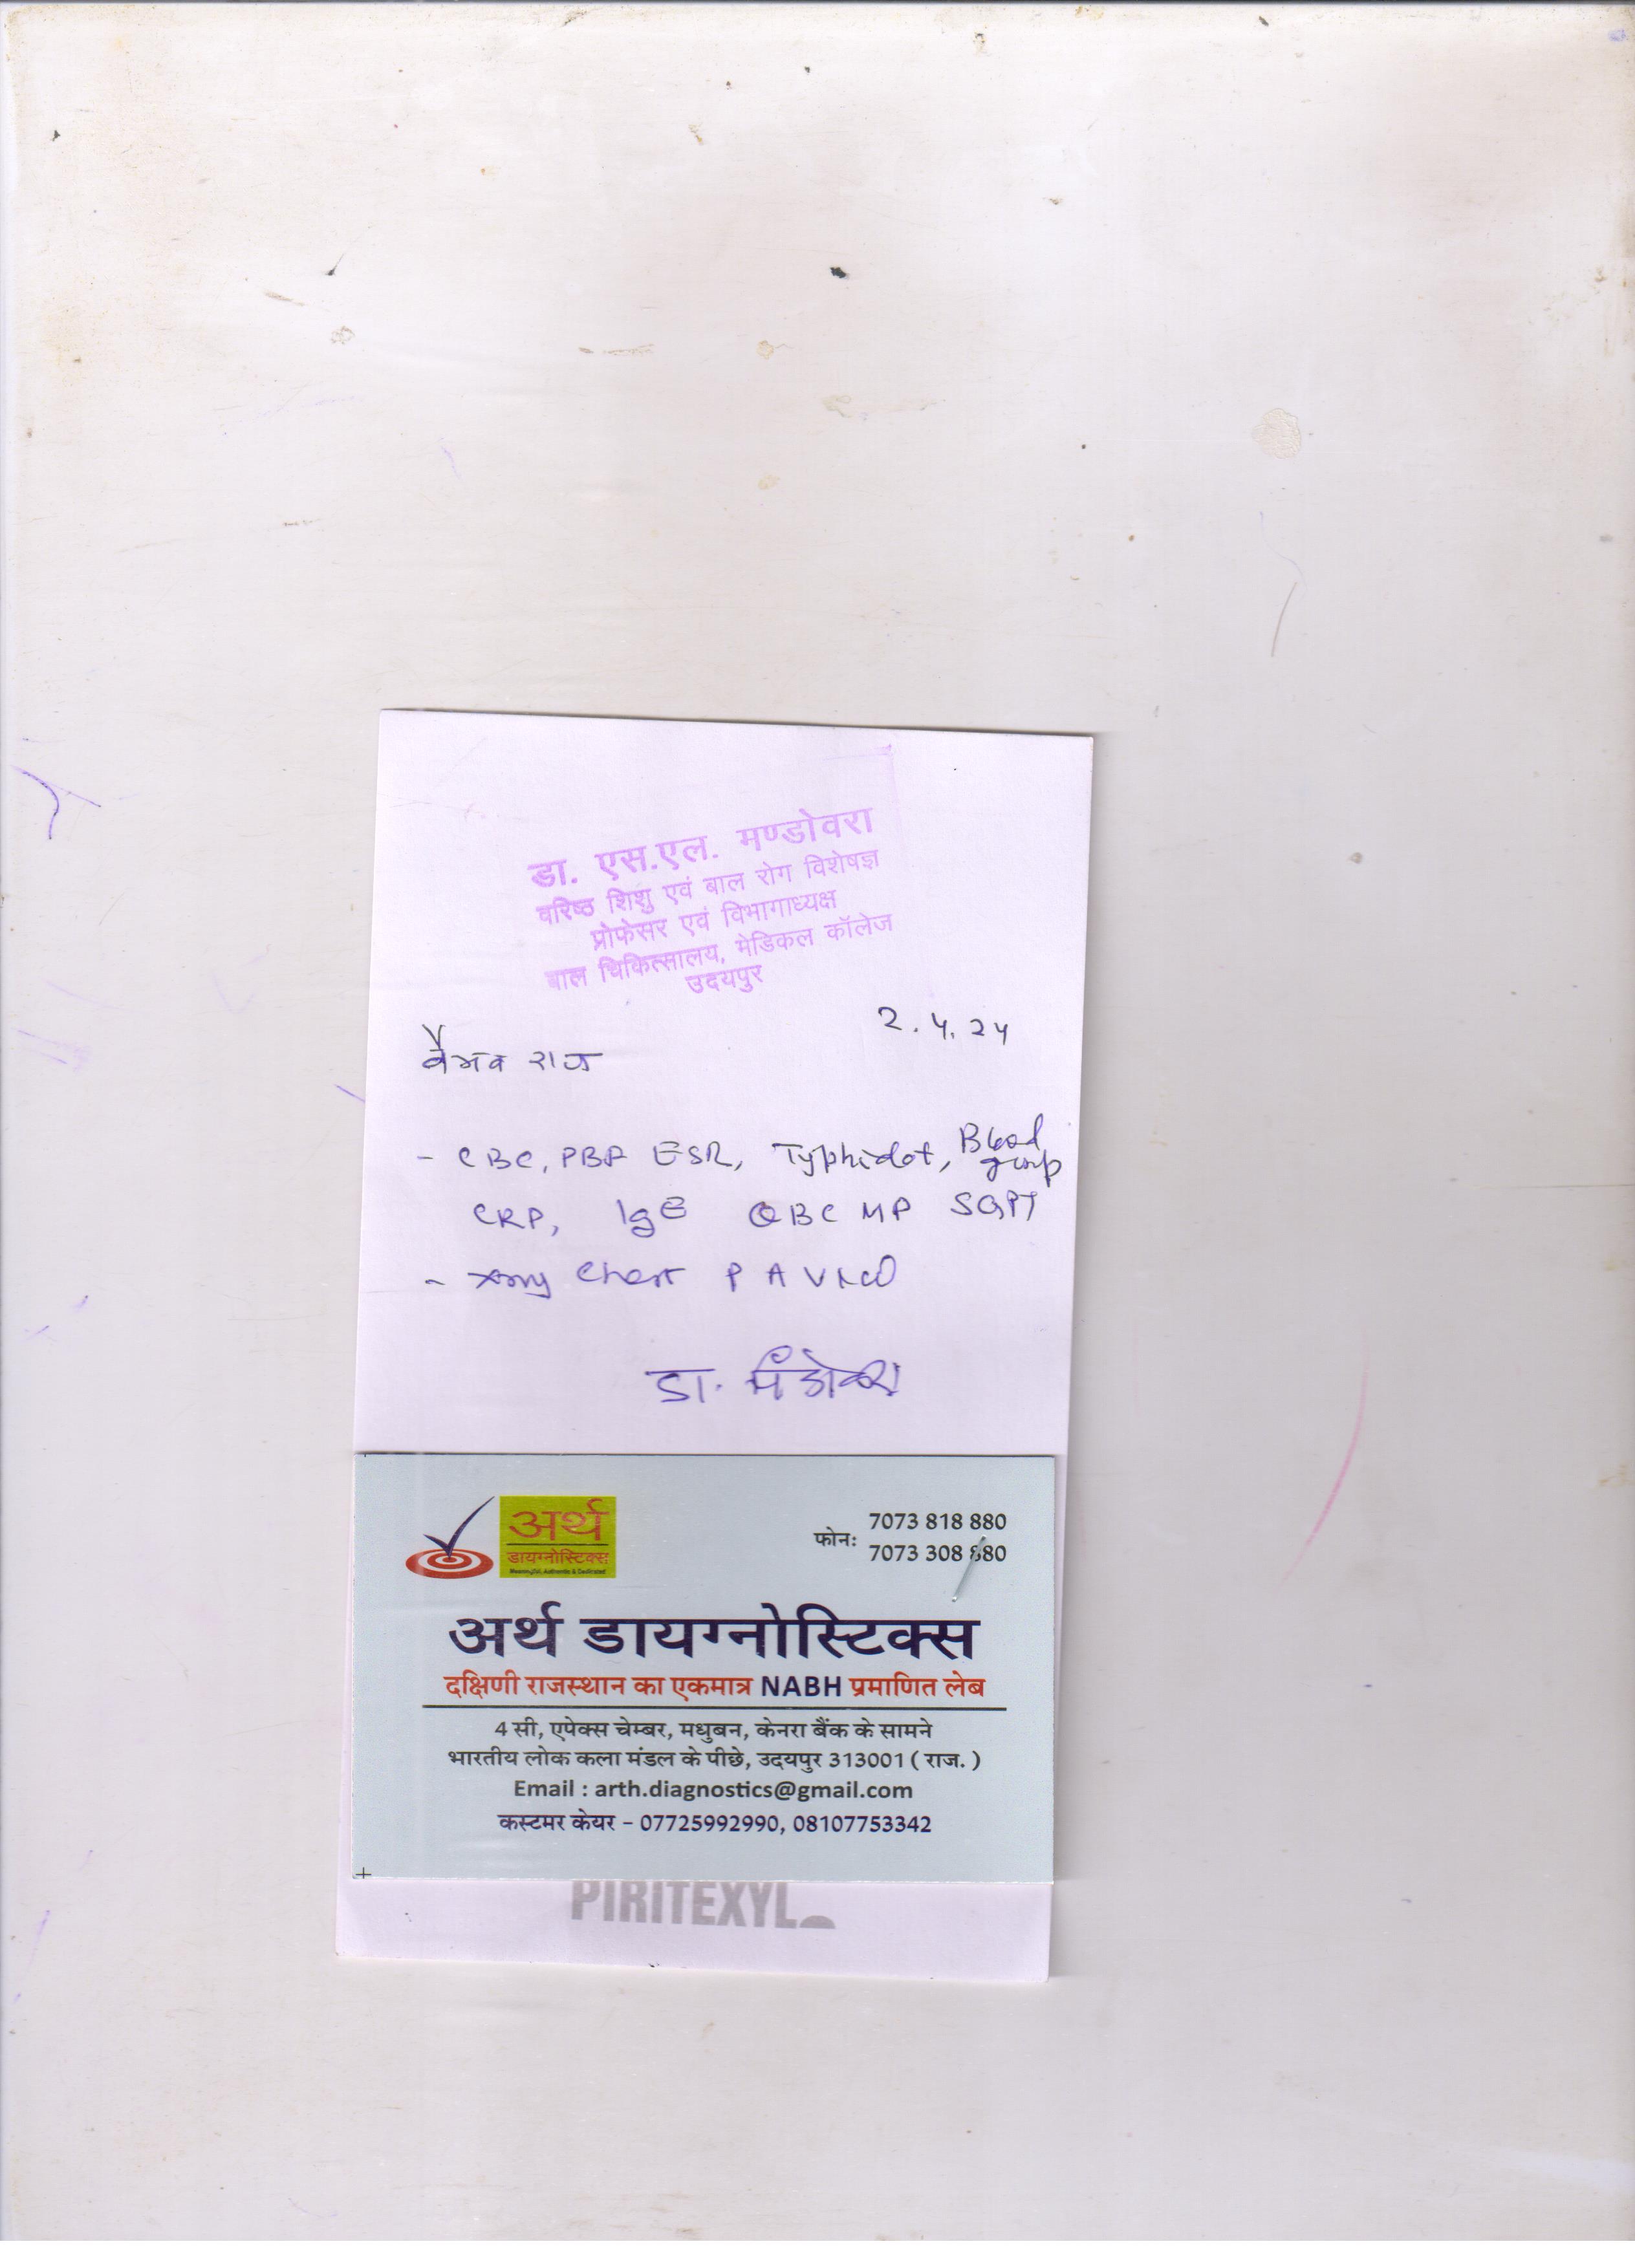 डा. एस.एल. मण्डोवरा
वरिष्ठ शिशु एवं बाल रोग विशेषज्ञ
प्रोफेसर एवं विभागाध्यक्ष
बाल चिकित्सालय, मेडिकल कॉलेज
उदयपुर
2.4.24
वैभव राज
- CBC, PBF ESR, Typhidot, Blood group
CRP, IgE QBC MP SGPT
- Xray Chest P A View
डा. मंडोवरा
अर्थ
डायग्नोस्टिक्स
Meaningful, Authentic & Dedicated
फोन: 7073 818 880
7073 308 880
अर्थ डायग्नोस्टिक्स
दक्षिणी राजस्थान का एकमात्र NABH प्रमाणित लेब
4 सी, एपेक्स चेम्बर, मधुबन, केनरा बैंक के सामने
भारतीय लोक कला मंडल के पीछे, उदयपुर 313001 ( राज. )
Email : arth.diagnostics@gmail.com
कस्टमर केयर – 07725992990, 08107753342
PIRITEXYL